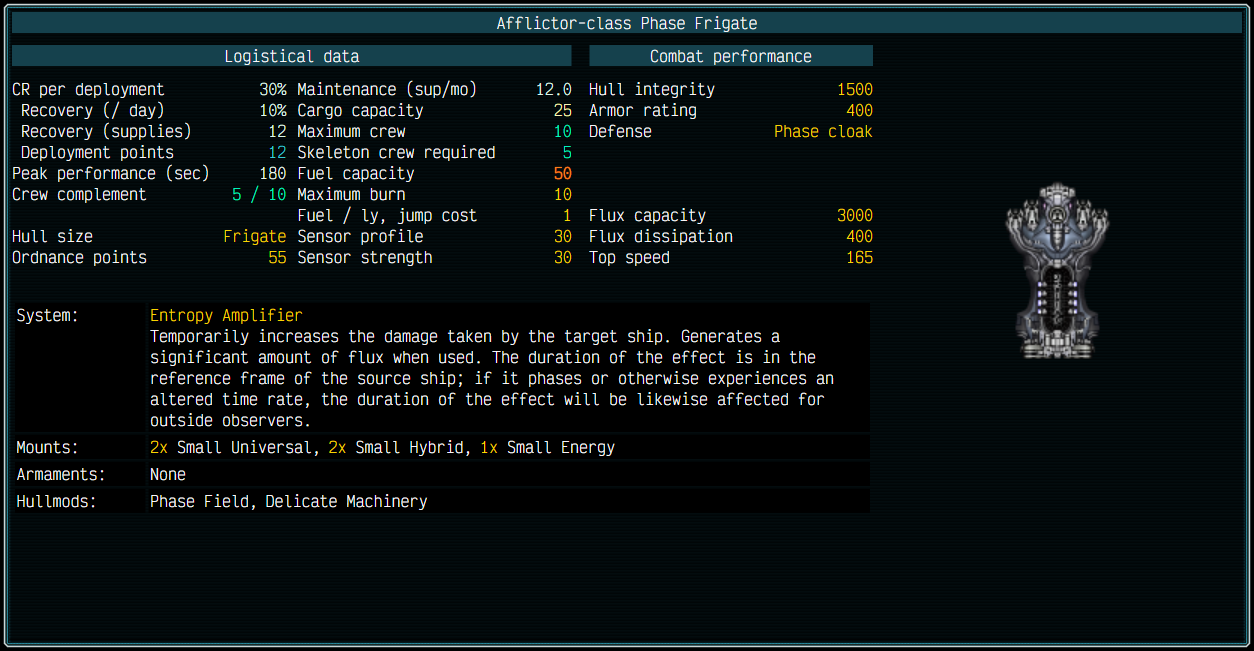 Afflictor-class Phase Frigate
Logistical data
Combat performance
CR per deployment 30% Maintenance (sup/mo) 12.0 Hull integrity 1500
Recovery (/ day) 10% Cargo capacity 25 Armor rating 400
Recovery (supplies) 12 Maximum crew 10 Defense Phase cloak
Deployment points 12 Skeleton crew required 5
Peak performance (sec) 180 Fuel capacity 50
Crew complement 5 / 10 Maximum burn 10
Fuel / ly, jump cost 1 Flux capacity 3000
Hull size Frigate Sensor profile 30 Flux dissipation 400
Ordnance points 55 Sensor strength 30 Top speed 165
System: Entropy Amplifier
Temporarily increases the damage taken by the target ship. Generates a
significant amount of flux when used. The duration of the effect is in the
reference frame of the source ship; if it phases or otherwise experiences an
altered time rate, the duration of the effect will be likewise affected for
outside observers.
Mounts: 2x Small Universal, 2x Small Hybrid, 1x Small Energy
Armaments: None
Hullmods: Phase Field, Delicate Machinery